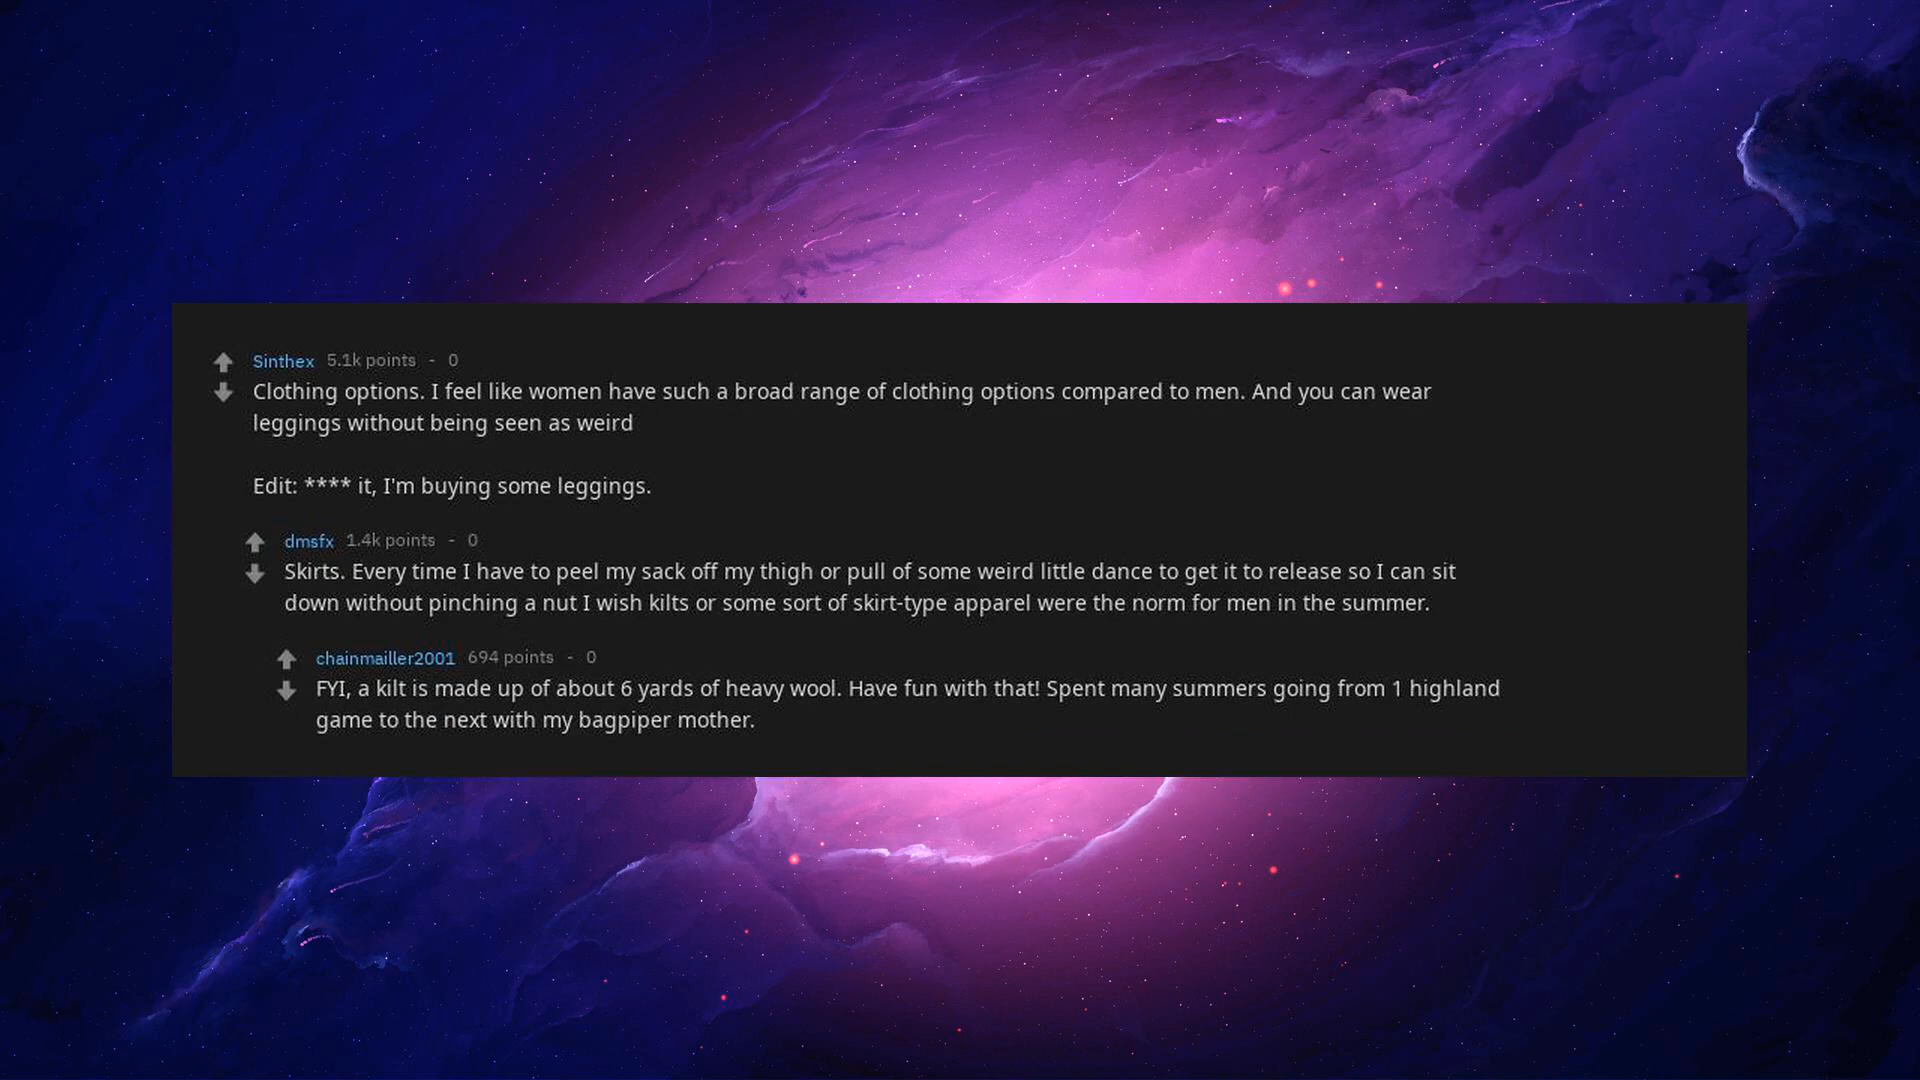 Sinthex 5.1k points - 0
Clothing options. I feel like women have such a broad range of clothing options compared to men. And you can wear
leggings without being seen as weird
Edit: **** it, I'm buying some leggings.
dmsfx 1.4k points - 0
Skirts. Every time I have to peel my sack off my thigh or pull of some weird little dance to get it to release so I can sit
down without pinching a nut I wish kilts or some sort of skirt-type apparel were the norm for men in the summer.
chainmailler2001 694 points - 0
FYI, a kilt is made up of about 6 yards of heavy wool. Have fun with that! Spent many summers going from 1 highland
game to the next with my bagpiper mother.